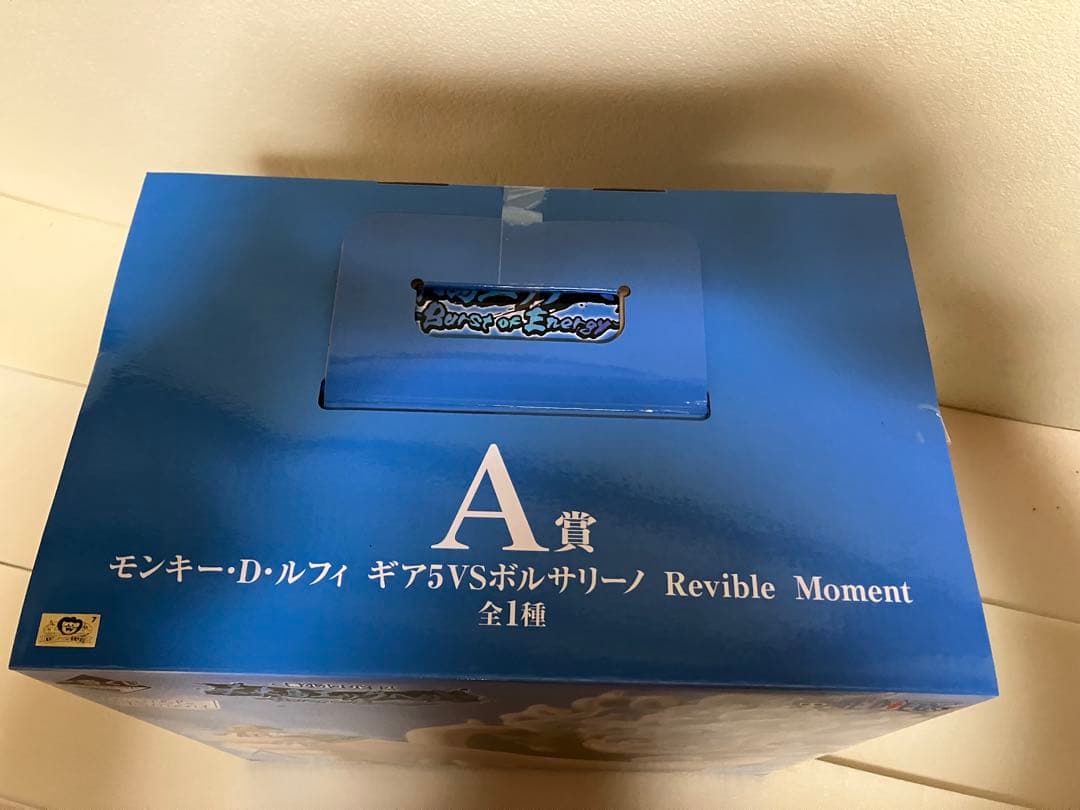 Burst of Energy
A賞
モンキー・D・ルフィ ギア5VSボルサリーノ Revible Moment
全1種